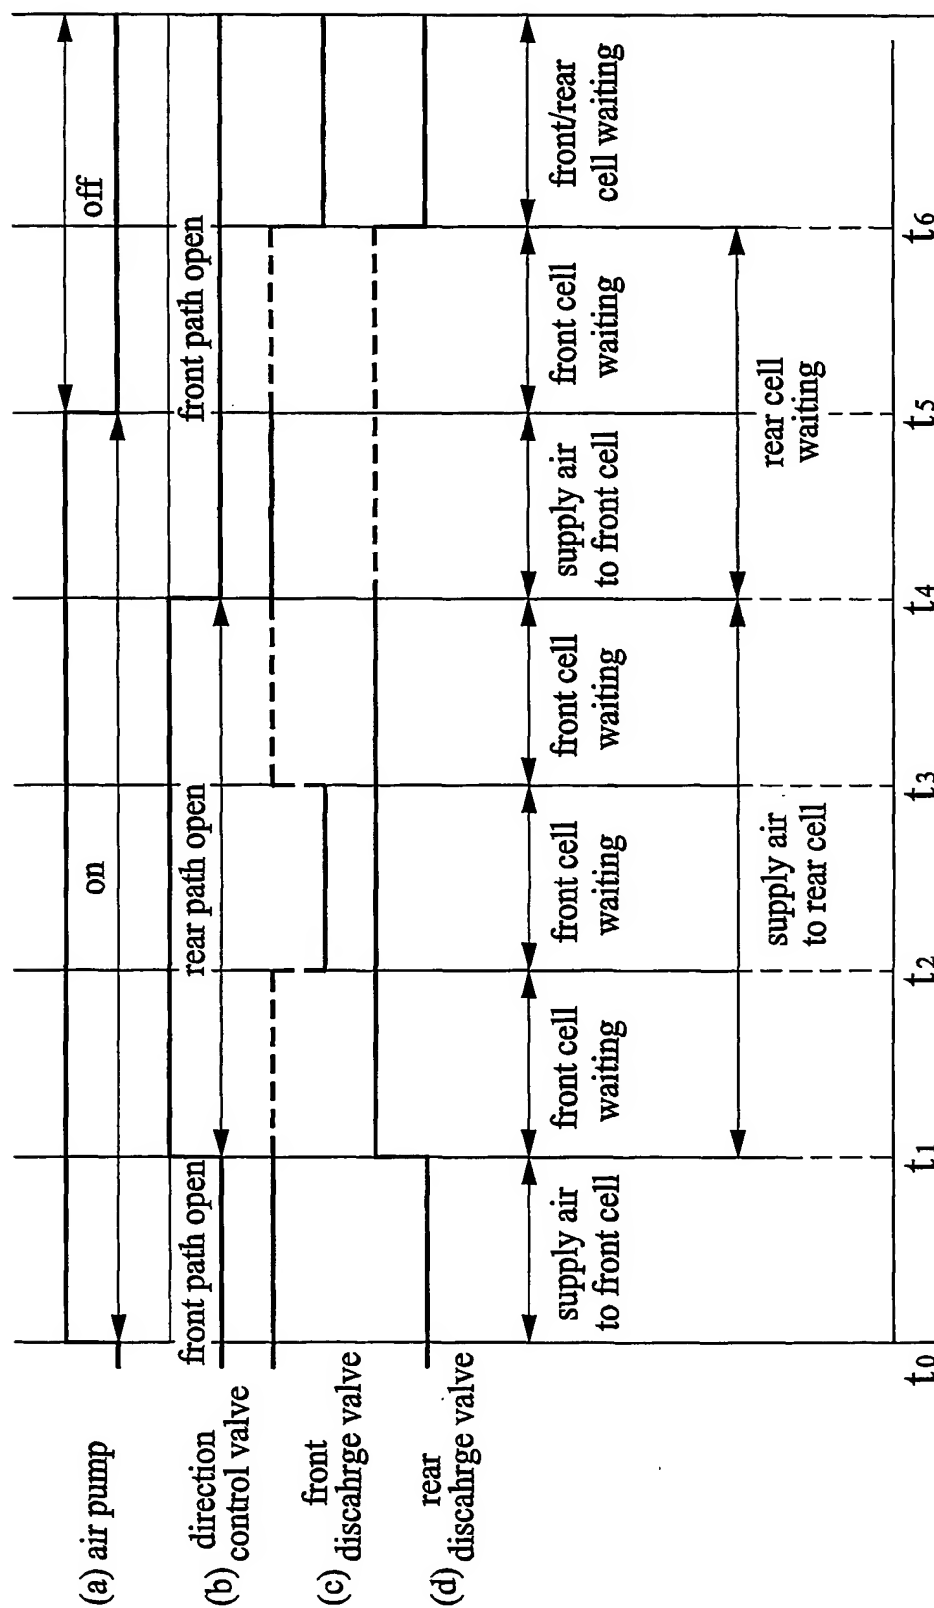 (a) air pump
on
off
(b) direction
control valve
front path open
rear path open
front path open
(c) front
discahrge valve
(d) rear
discahrge valve
supply air
to front cell
front cell
waiting
front cell
waiting
front cell
waiting
supply air
to front cell
front cell
waiting
front/rear
cell waiting
supply air
to rear cell
rear cell
waiting
t0
t1
t2
t3
t4
t5
t6